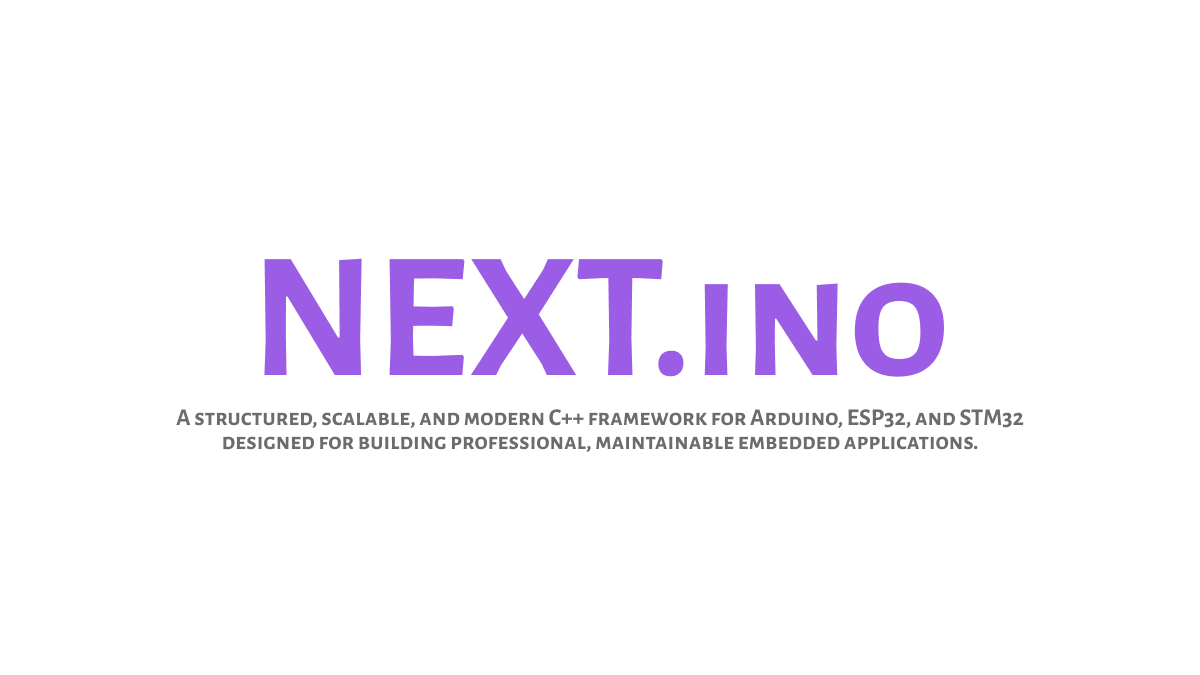 NEXT.ino
A structured, scalable, and modern C++ framework for Arduino, ESP32, and STM32
designed for building professional, maintainable embedded applications.